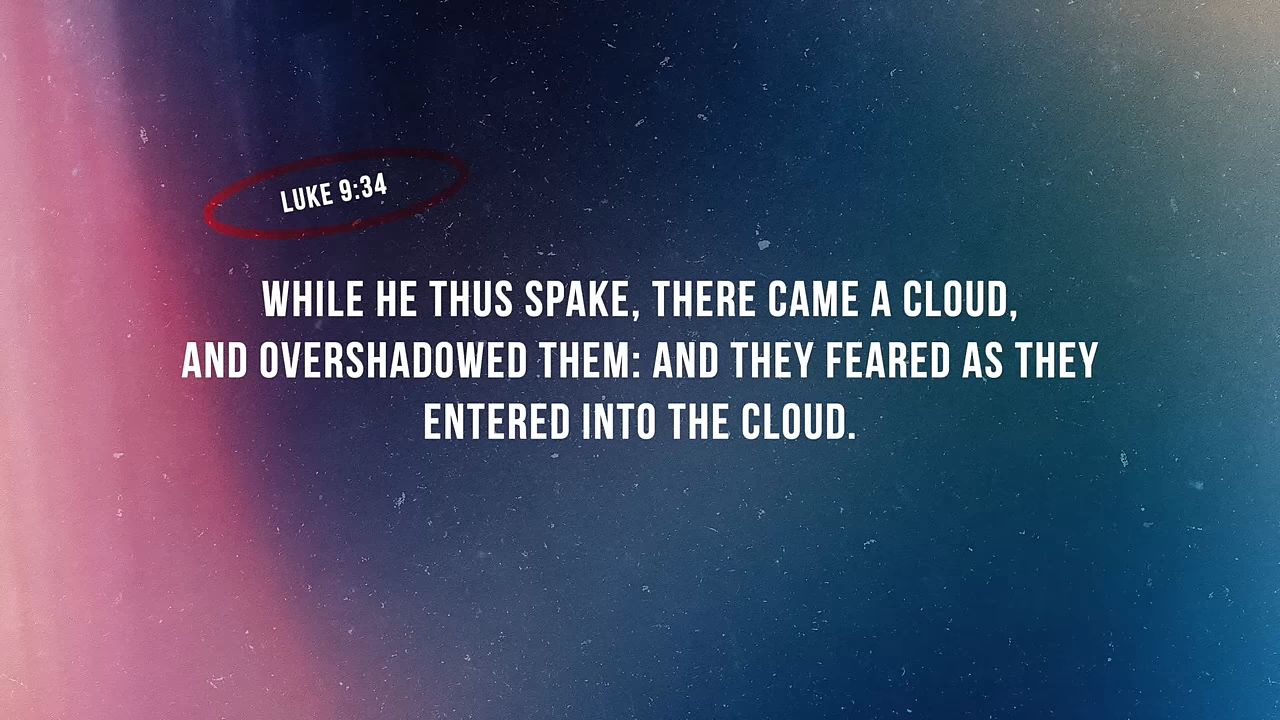 LUKE 9:34
WHILE HE THUS SPAKE, THERE CAME A CLOUD,
AND OVERSHADOWED THEM: AND THEY FEARED AS THEY
ENTERED INTO THE CLOUD.